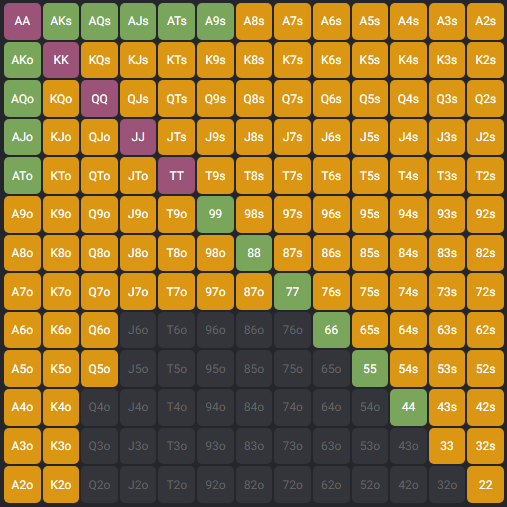 AA AKs AQs AJs ATs A9s A8s A7s A6s A5s A4s A3s A2s
AKo KK KQs KJs KTs K9s K8s K7s K6s K5s K4s K3s K2s
AQo KQo QQ QJs QTs Q9s Q8s Q7s Q6s Q5s Q4s Q3s Q2s
AJo KJo QJo JJ JTs J9s J8s J7s J6s J5s J4s J3s J2s
ATo KTo QTo JTo TT T9s T8s T7s T6s T5s T4s T3s T2s
A9o K9o Q9o J9o T9o 99 98s 97s 96s 95s 94s 93s 92s
A8o K8o Q8o J8o T8o 98o 88 87s 86s 85s 84s 83s 82s
A7o K7o Q7o J7o T7o 97o 87o 77 76s 75s 74s 73s 72s
A6o K6o Q6o J6o T6o 96o 86o 76o 66 65s 64s 63s 62s
A5o K5o Q5o J5o T5o 95o 85o 75o 65o 55 54s 53s 52s
A4o K4o Q4o J4o T4o 94o 84o 74o 64o 54o 44 43s 42s
A3o K3o Q3o J3o T3o 93o 83o 73o 63o 53o 43o 33 32s
A2o K2o Q2o J2o T2o 92o 82o 72o 62o 52o 42o 32o 22